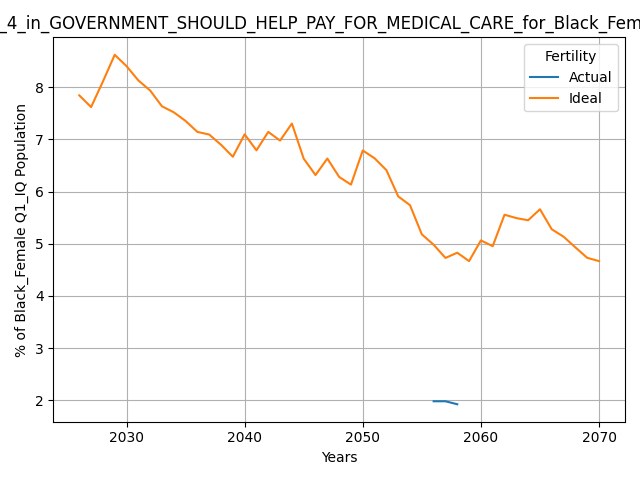 _4_in_GOVERNMENT_SHOULD_HELP_PAY_FOR_MEDICAL_CARE_for_Black_Fem
Fertility
Actual
Ideal
% of Black_Female Q1_IQ Population
8
7
6
5
4
3
2
2030 2040 2050 2060 2070
Years